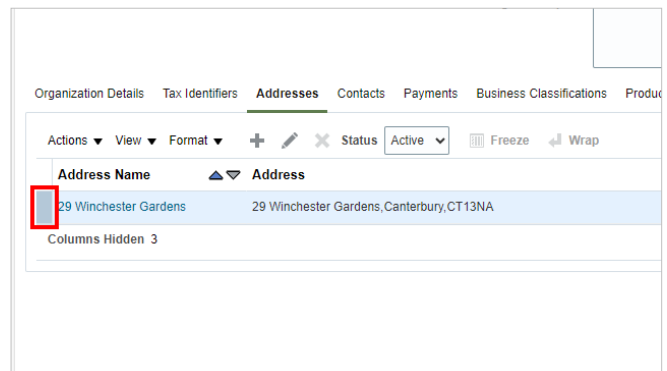 Organization Details Tax Identifiers Addresses Contacts Payments Business Classifications Produc
Actions View Format Status Active Freeze Wrap
Address Name Address
29 Winchester Gardens 29 Winchester Gardens,Canterbury,CT13NA
Columns Hidden 3